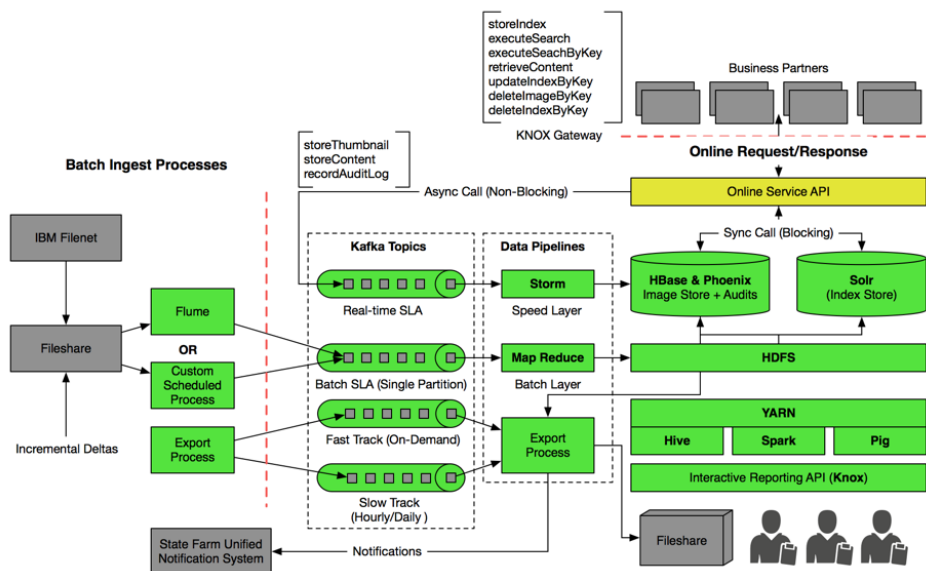 storeIndex
executeSearch
executeSeachByKey
retrieveContent
updateIndexByKey
deleteImageByKey
deleteIndexByKey
Business Partners
KNOX Gateway
Online Request/Response
storeThumbnail
storeContent
recordAuditLog
Batch Ingest Processes
Async Call (Non-Blocking)
Online Service API
Sync Call (Blocking)
IBM Filenet
Fileshare
Incremental Deltas
Flume
OR
Custom
Scheduled
Process
Export
Process
Kafka Topics
Real-time SLA
Batch SLA (Single Partition)
Fast Track (On-Demand)
Slow Track
(Hourly/Daily )
Data Pipelines
Storm
Speed Layer
Map Reduce
Batch Layer
Export
Process
HBase & Phoenix
Image Store + Audits
Solr
(Index Store)
HDFS
YARN
Hive
Spark
Pig
Interactive Reporting API (Knox)
State Farm Unified
Notification System
Notifications
Fileshare